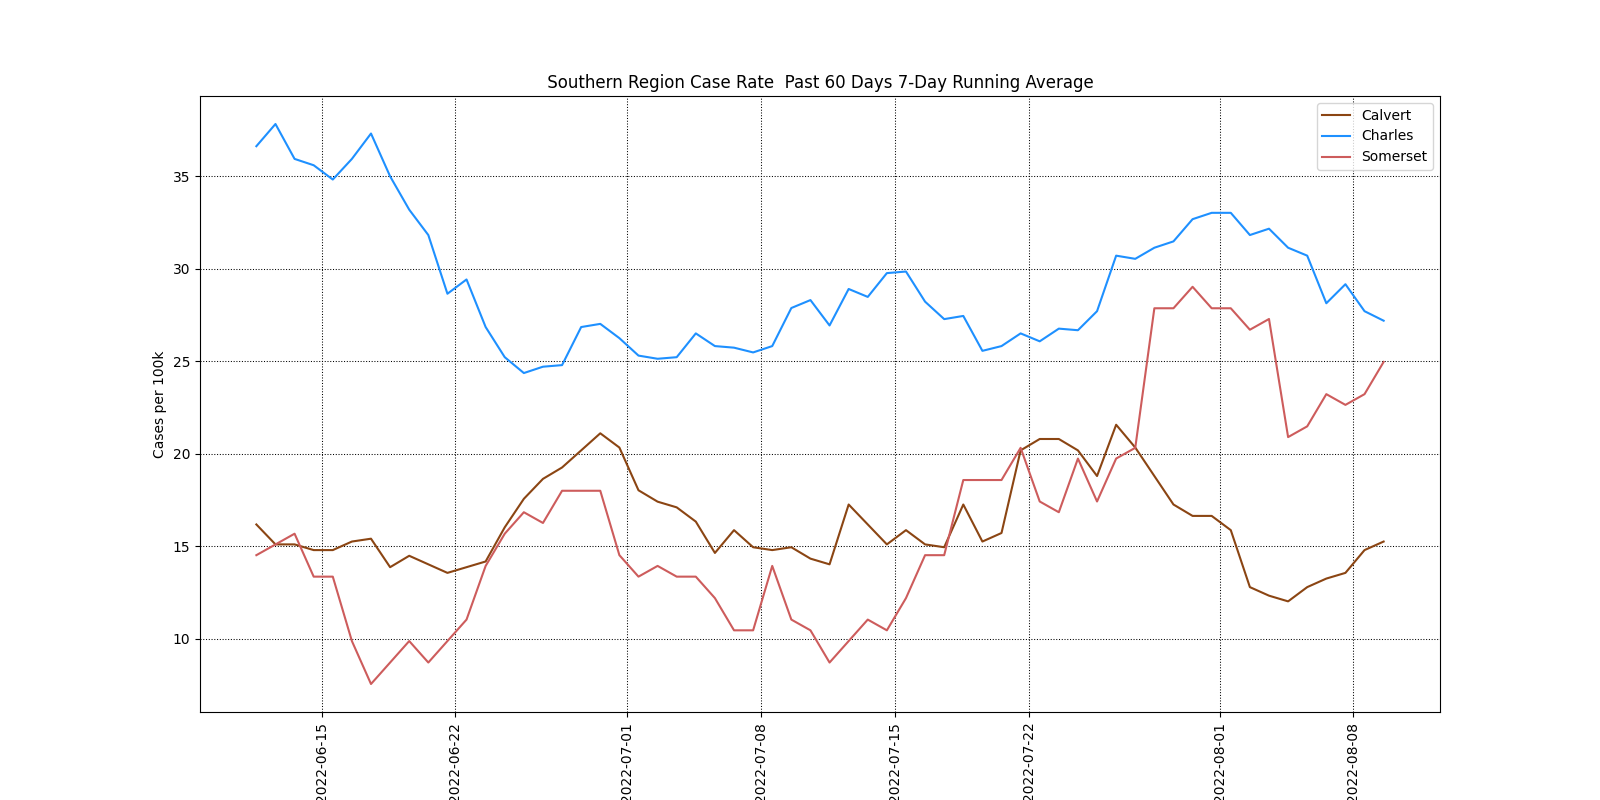 Southern Region Case Rate  Past 60 Days 7-Day Running Average
Calvert
Charles
Somerset
Cases per 100k
35
30
25
20
15
10
2022-06-15
2022-06-22
2022-07-01
2022-07-08
2022-07-15
2022-07-22
2022-08-01
2022-08-08